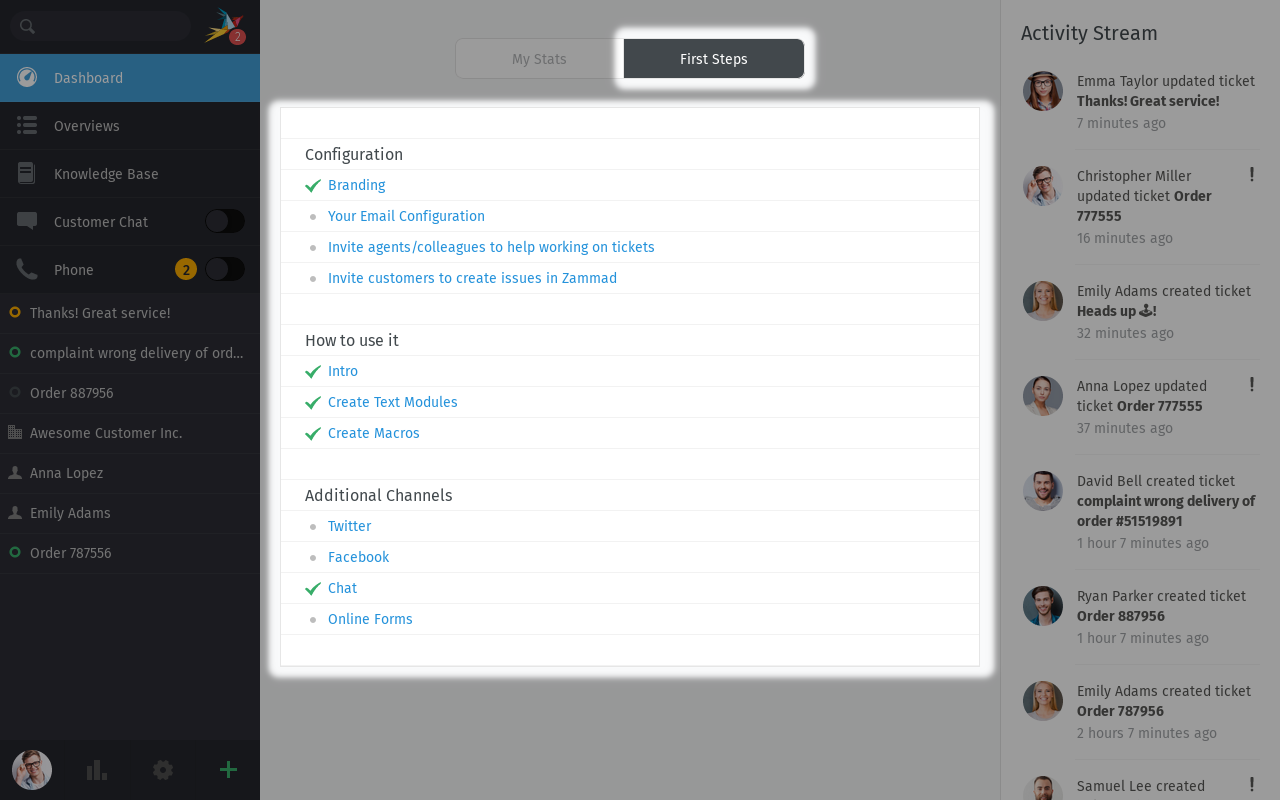 2
Dashboard
Overviews
Knowledge Base
Customer Chat
Phone 2
Thanks! Great service!
complaint wrong delivery of ord...
Order 887956
Awesome Customer Inc.
Anna Lopez
Emily Adams
Order 787556
My Stats
First Steps
Configuration
Branding
Your Email Configuration
Invite agents/colleagues to help working on tickets
Invite customers to create issues in Zammad
How to use it
Intro
Create Text Modules
Create Macros
Additional Channels
Twitter
Facebook
Chat
Online Forms
Activity Stream
Emma Taylor updated ticket
Thanks! Great service!
7 minutes ago
Christopher Miller
updated ticket Order
777555
16 minutes ago
Emily Adams created ticket
Heads up 🕹!
32 minutes ago
Anna Lopez updated
ticket Order 777555
37 minutes ago
David Bell created ticket
complaint wrong delivery of
order #51519891
1 hour 7 minutes ago
Ryan Parker created ticket
Order 887956
1 hour 7 minutes ago
Emily Adams created ticket
Order 787956
2 hours 7 minutes ago
Samuel Lee created